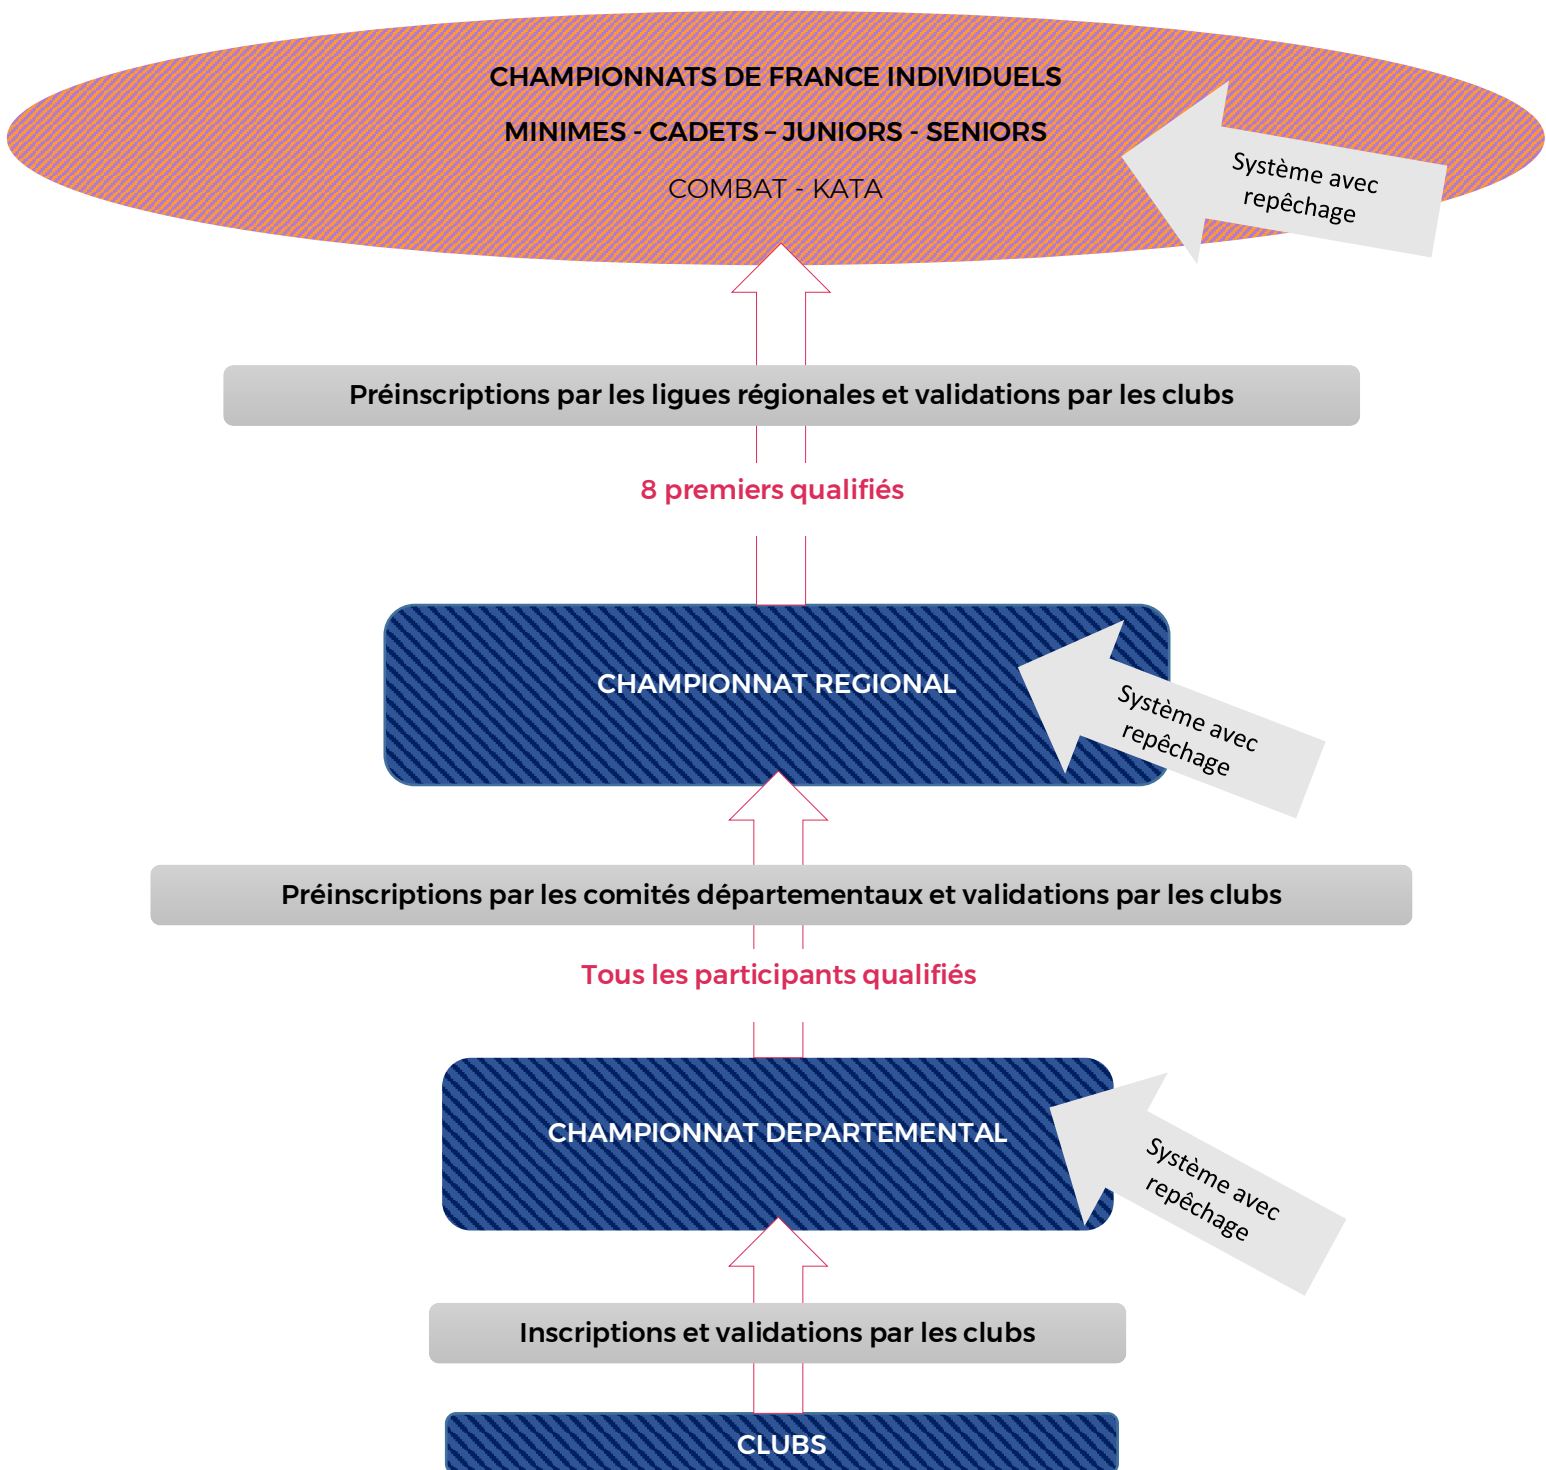 CHAMPIONNATS DE FRANCE INDIVIDUELS
MINIMES - CADETS – JUNIORS - SENIORS
COMBAT - KATA
Système avec
repêchage
Préinscriptions par les ligues régionales et validations par les clubs
8 premiers qualifiés
CHAMPIONNAT REGIONAL
Système avec
repêchage
Préinscriptions par les comités départementaux et validations par les clubs
Tous les participants qualifiés
CHAMPIONNAT DEPARTEMENTAL
Système avec
repêchage
Inscriptions et validations par les clubs
CLUBS